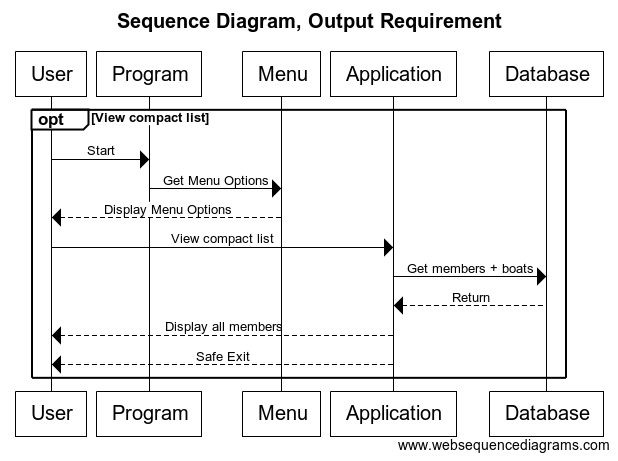 Sequence Diagram, Output Requirement
User
Program
Menu
Application
Database
opt
[View compact list]
Start
Get Menu Options
Display Menu Options
View compact list
Get members + boats
Return
Display all members
Safe Exit
User
Program
Menu
Application
Database
www.websequencediagrams.com